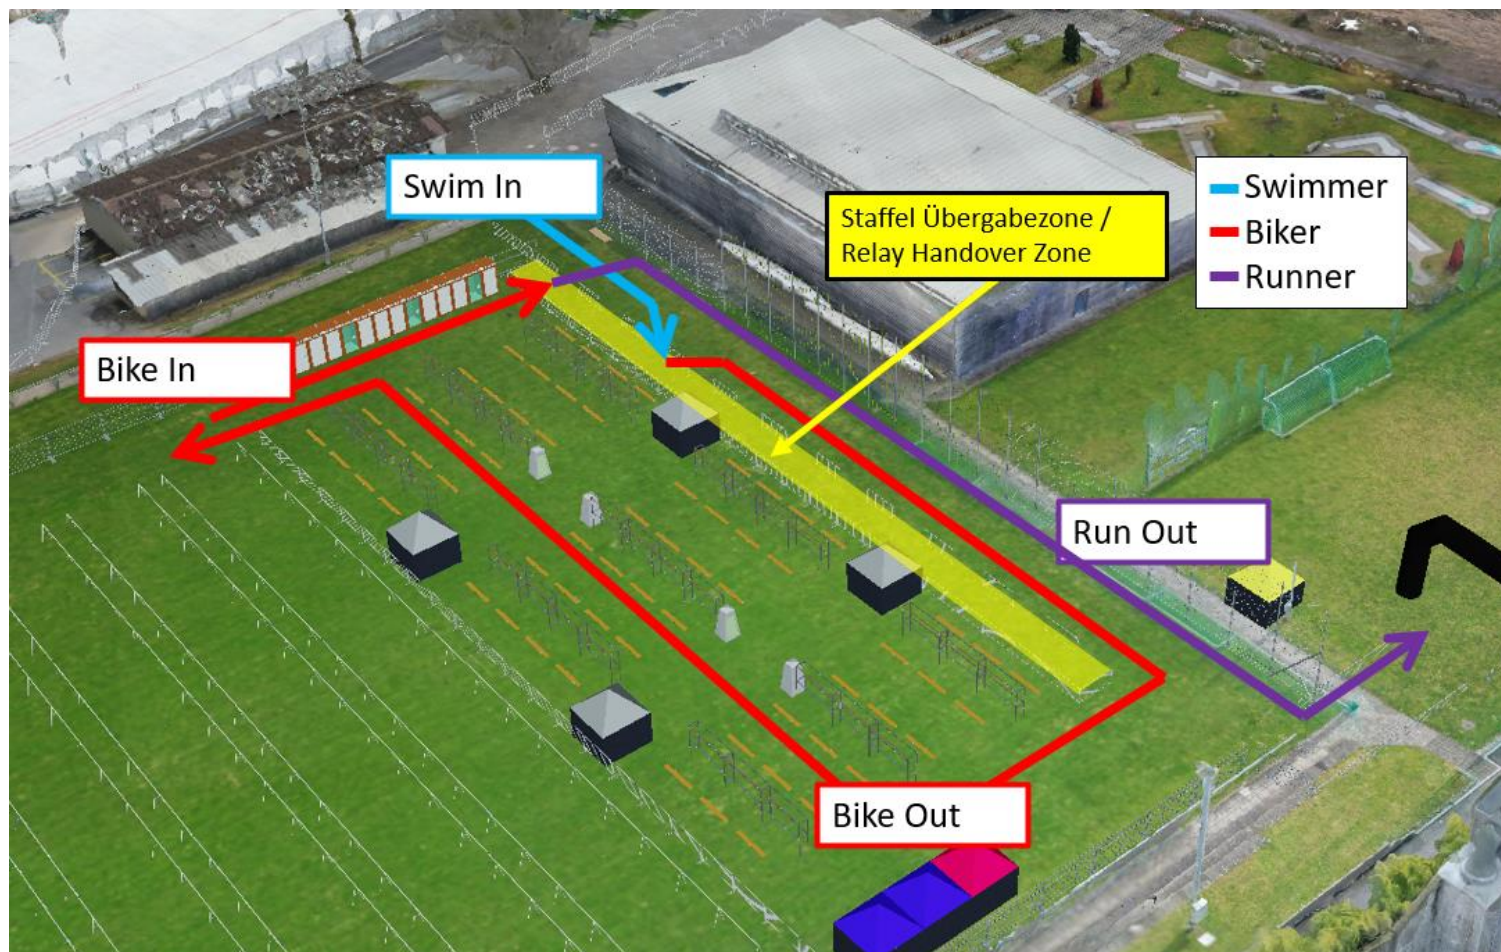 Swim In
Staffel Übergabezone /
Relay Handover Zone
Swimmer
Biker
Runner
Bike In
Run Out
Bike Out